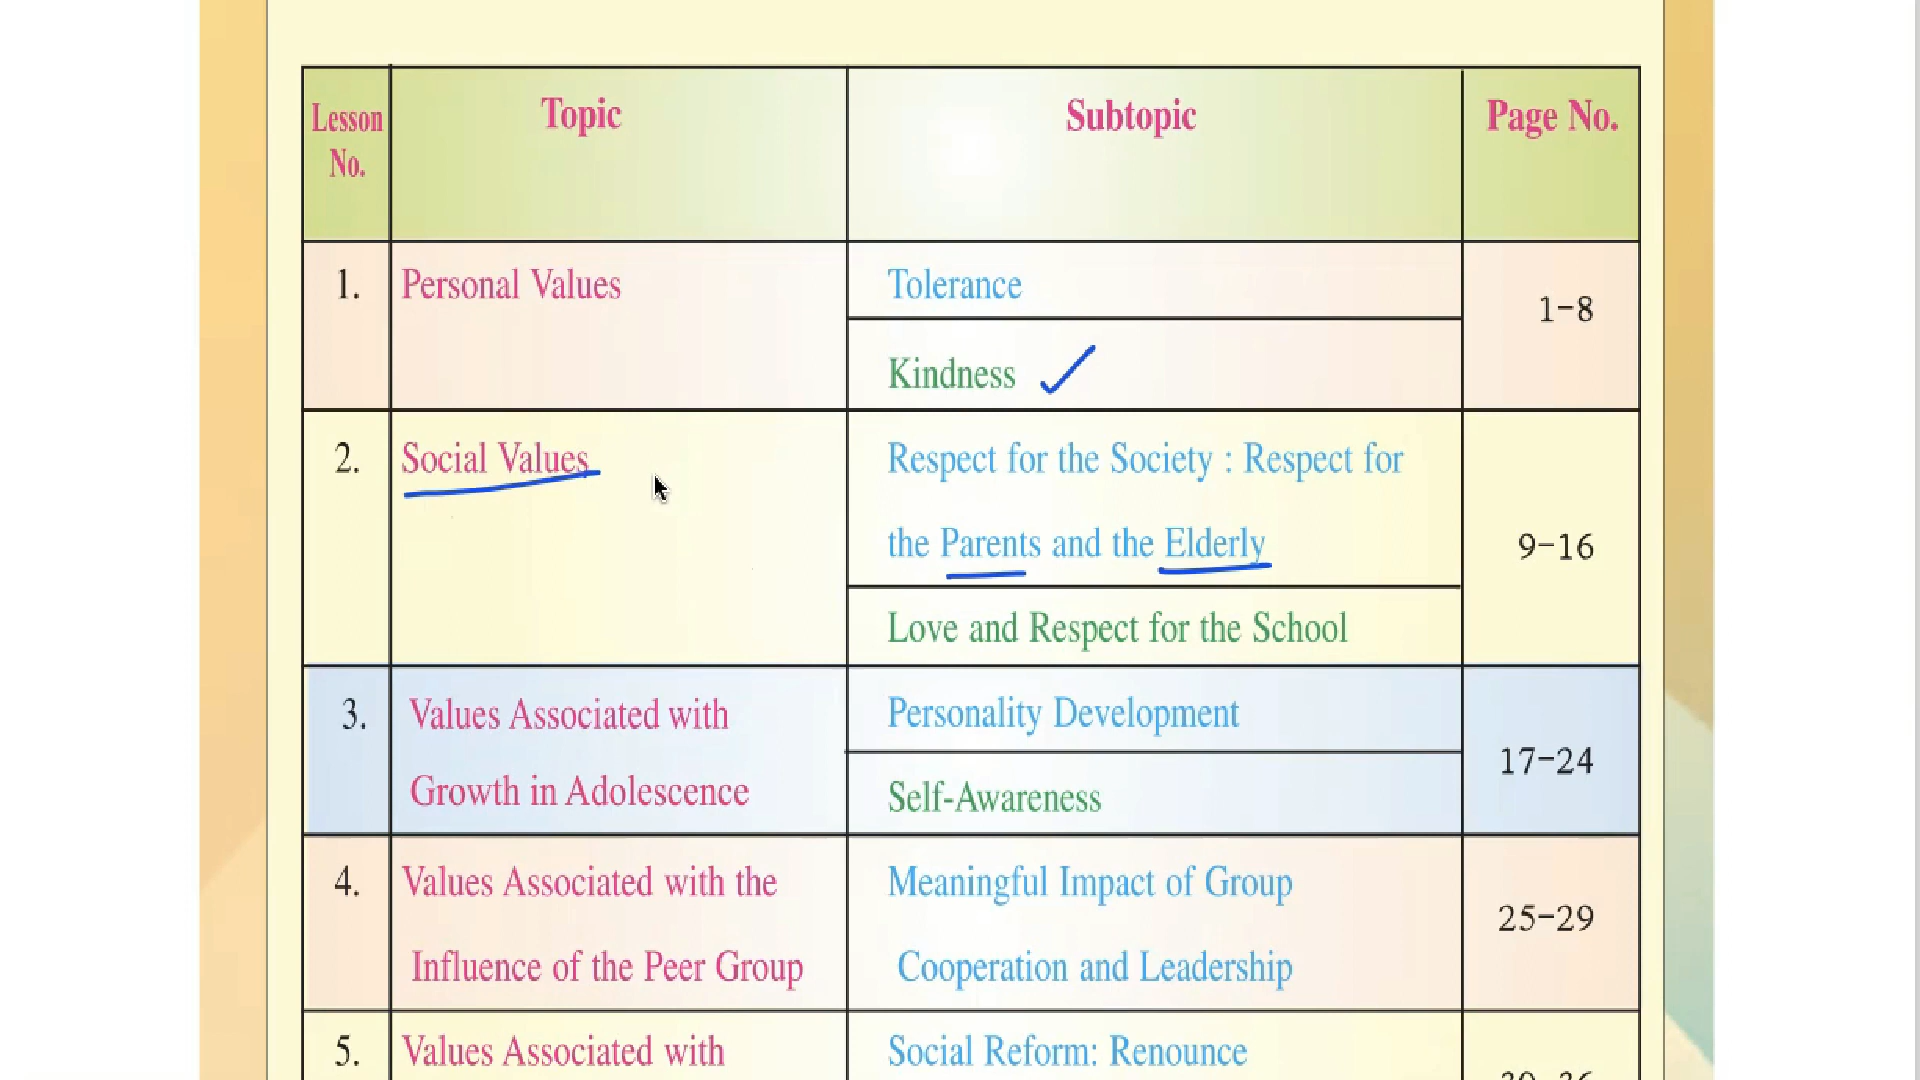 Lesson No.
Topic
Subtopic
Page No.
1.
Personal Values
Tolerance
Kindness
1-8
2.
Social Values
Respect for the Society : Respect for
the Parents and the Elderly
Love and Respect for the School
9-16
3.
Values Associated with
Growth in Adolescence
Personality Development
Self-Awareness
17-24
4.
Values Associated with the
Influence of the Peer Group
Meaningful Impact of Group
Cooperation and Leadership
25-29
5.
Values Associated with
Social Reform: Renounce